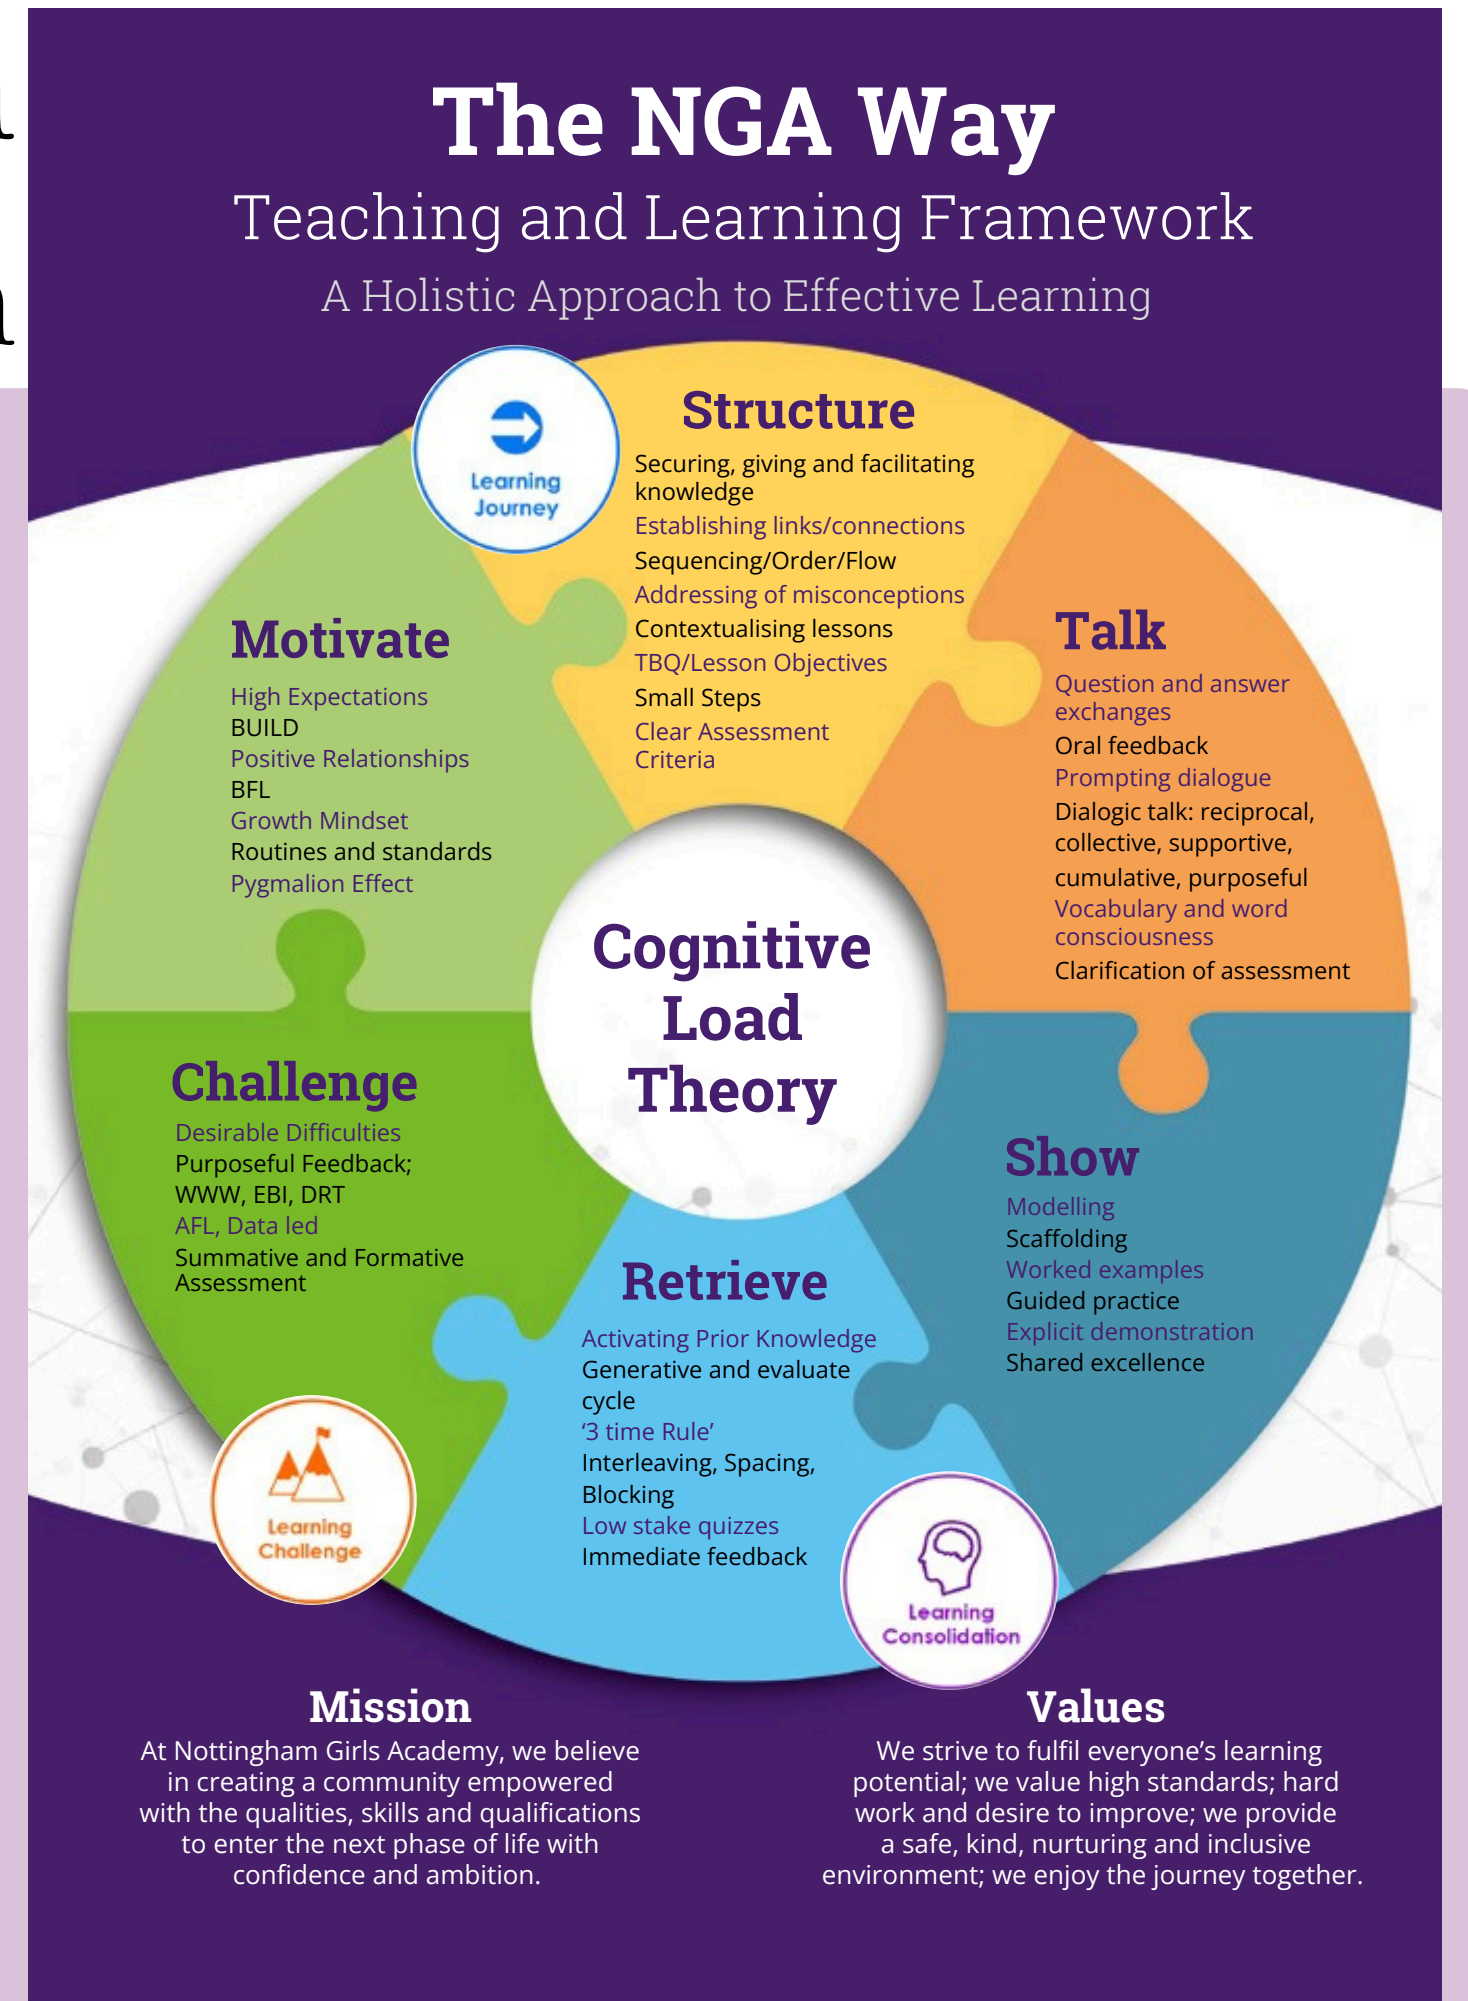 The NGA Way
Teaching and Learning Framework
A Holistic Approach to Effective Learning
Learning
Journey
Structure
Securing, giving and facilitating
knowledge
Establishing links/connections
Sequencing/Order/Flow
Addressing of misconceptions
Contextualising lessons
TBQ/Lesson Objectives
Small Steps
Clear Assessment
Criteria
Motivate
High Expectations
BUILD
Positive Relationships
BFL
Growth Mindset
Routines and standards
Pygmalion Effect
Talk
Question and answer
exchanges
Oral feedback
Prompting dialogue
Dialogic talk: reciprocal,
collective, supportive,
cumulative, purposeful
Vocabulary and word
consciousness
Clarification of assessment
Cognitive
Load
Theory
Challenge
Desirable Difficulties
Purposeful Feedback;
WWW, EBI, DRT
AFL, Data led
Summative and Formative
Assessment
Show
Modelling
Scaffolding
Worked examples
Guided practice
Explicit demonstration
Shared excellence
Retrieve
Activating Prior Knowledge
Generative and evaluate
cycle
‘3 time Rule’
Interleaving, Spacing,
Blocking
Low stake quizzes
Immediate feedback
Learning
Challenge
Learning
Consolidation
Mission
At Nottingham Girls Academy, we believe
in creating a community empowered
with the qualities, skills and qualifications
to enter the next phase of life with
confidence and ambition.
Values
We strive to fulfil everyone’s learning
potential; we value high standards; hard
work and desire to improve; we provide
a safe, kind, nurturing and inclusive
environment; we enjoy the journey together.